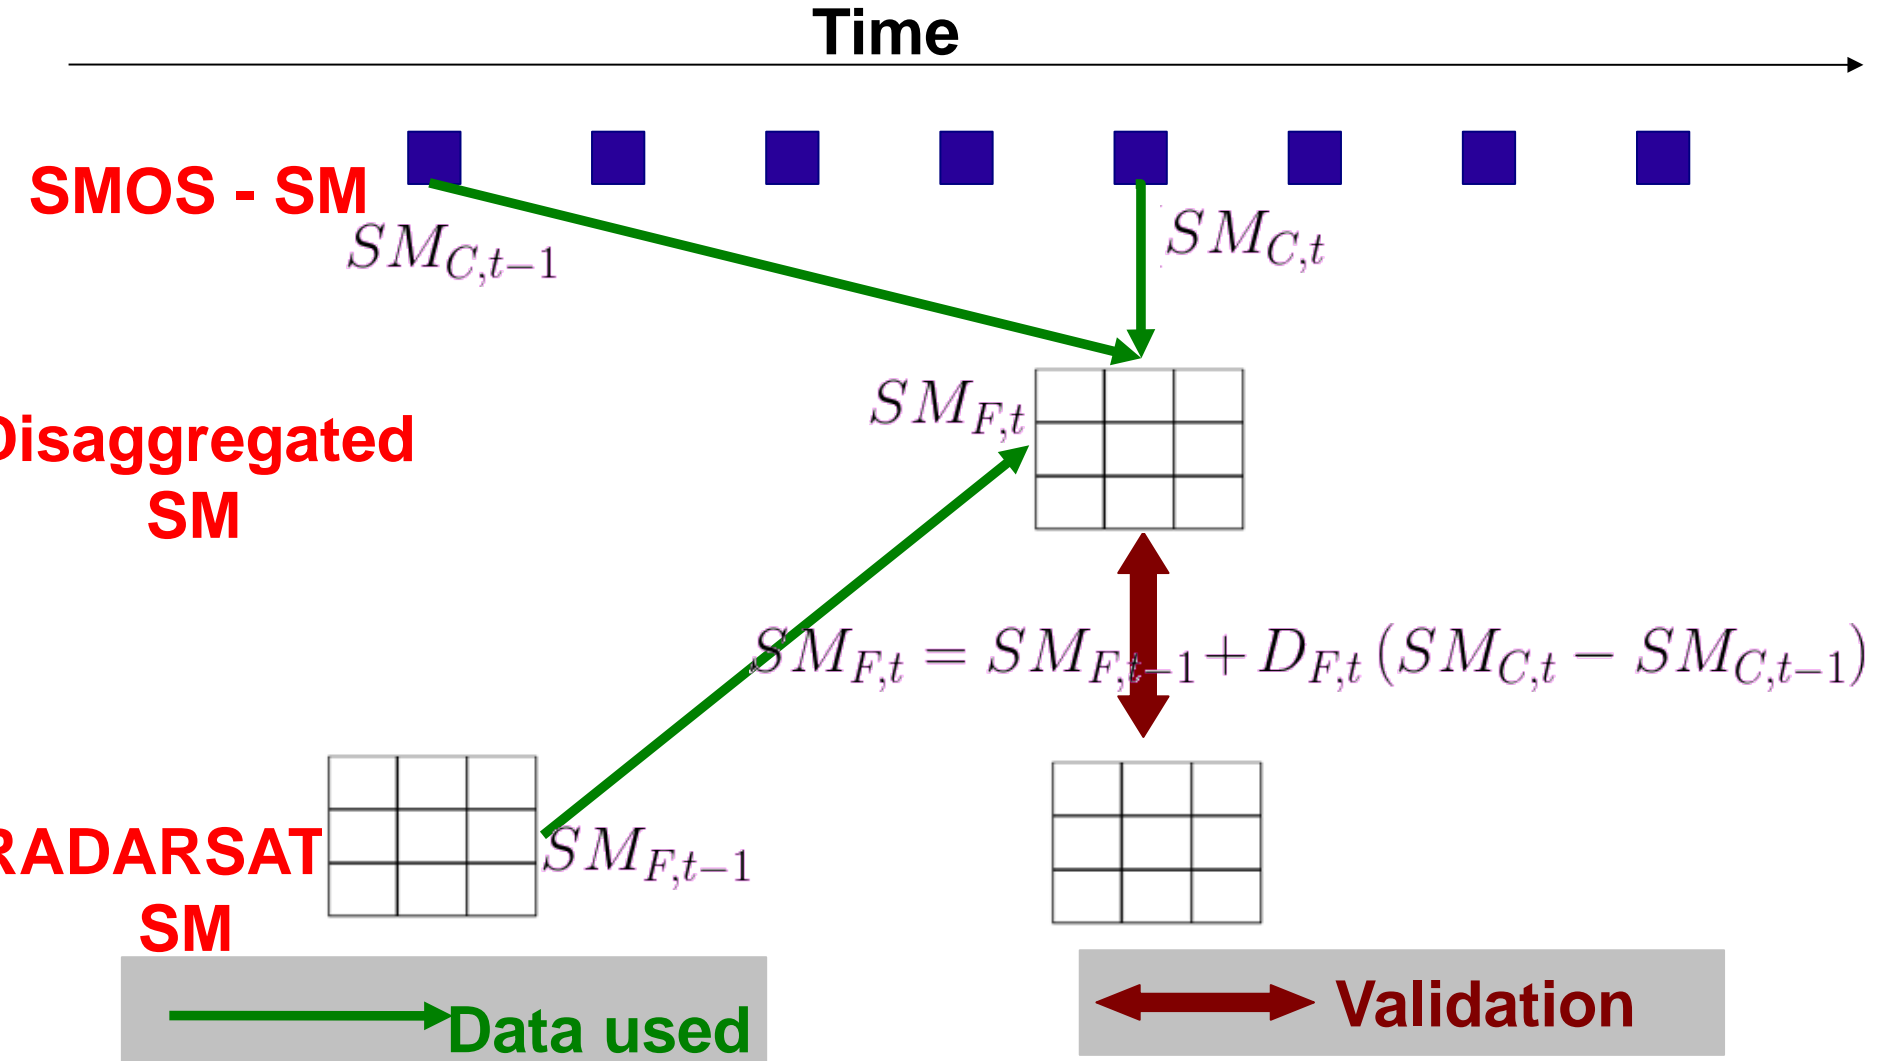 Time
SMOS - SM
$SM_{C,t-1}$
$SM_{C,t}$
$SM_{F,t}$
Disaggregated
SM
$SM_{F,t} = SM_{F,t-1} + D_{F,t}(SM_{C,t} - SM_{C,t-1})$
RADARSAT
SM
$SM_{F,t-1}$
Data used
Validation